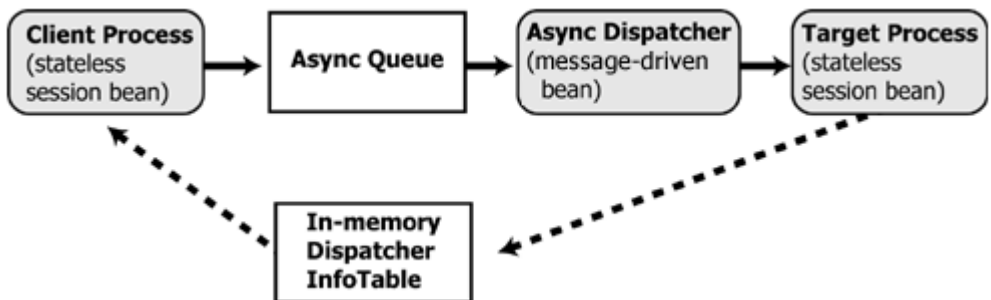 Client Process
(stateless
session bean)
Async Queue
Async Dispatcher
(message-driven
bean)
Target Process
(stateless
session bean)
In-memory
Dispatcher
InfoTable